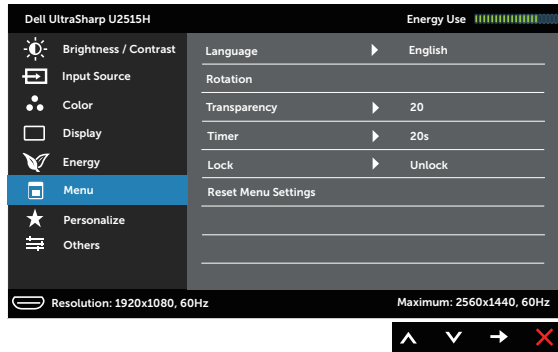 Dell UltraSharp U2515H Energy Use
Brightness / Contrast
Input Source
Color
Display
Energy
Menu
Personalize
Others
Language English
Rotation
Transparency 20
Timer 20s
Lock Unlock
Reset Menu Settings
Resolution: 1920x1080, 60Hz Maximum: 2560x1440, 60Hz